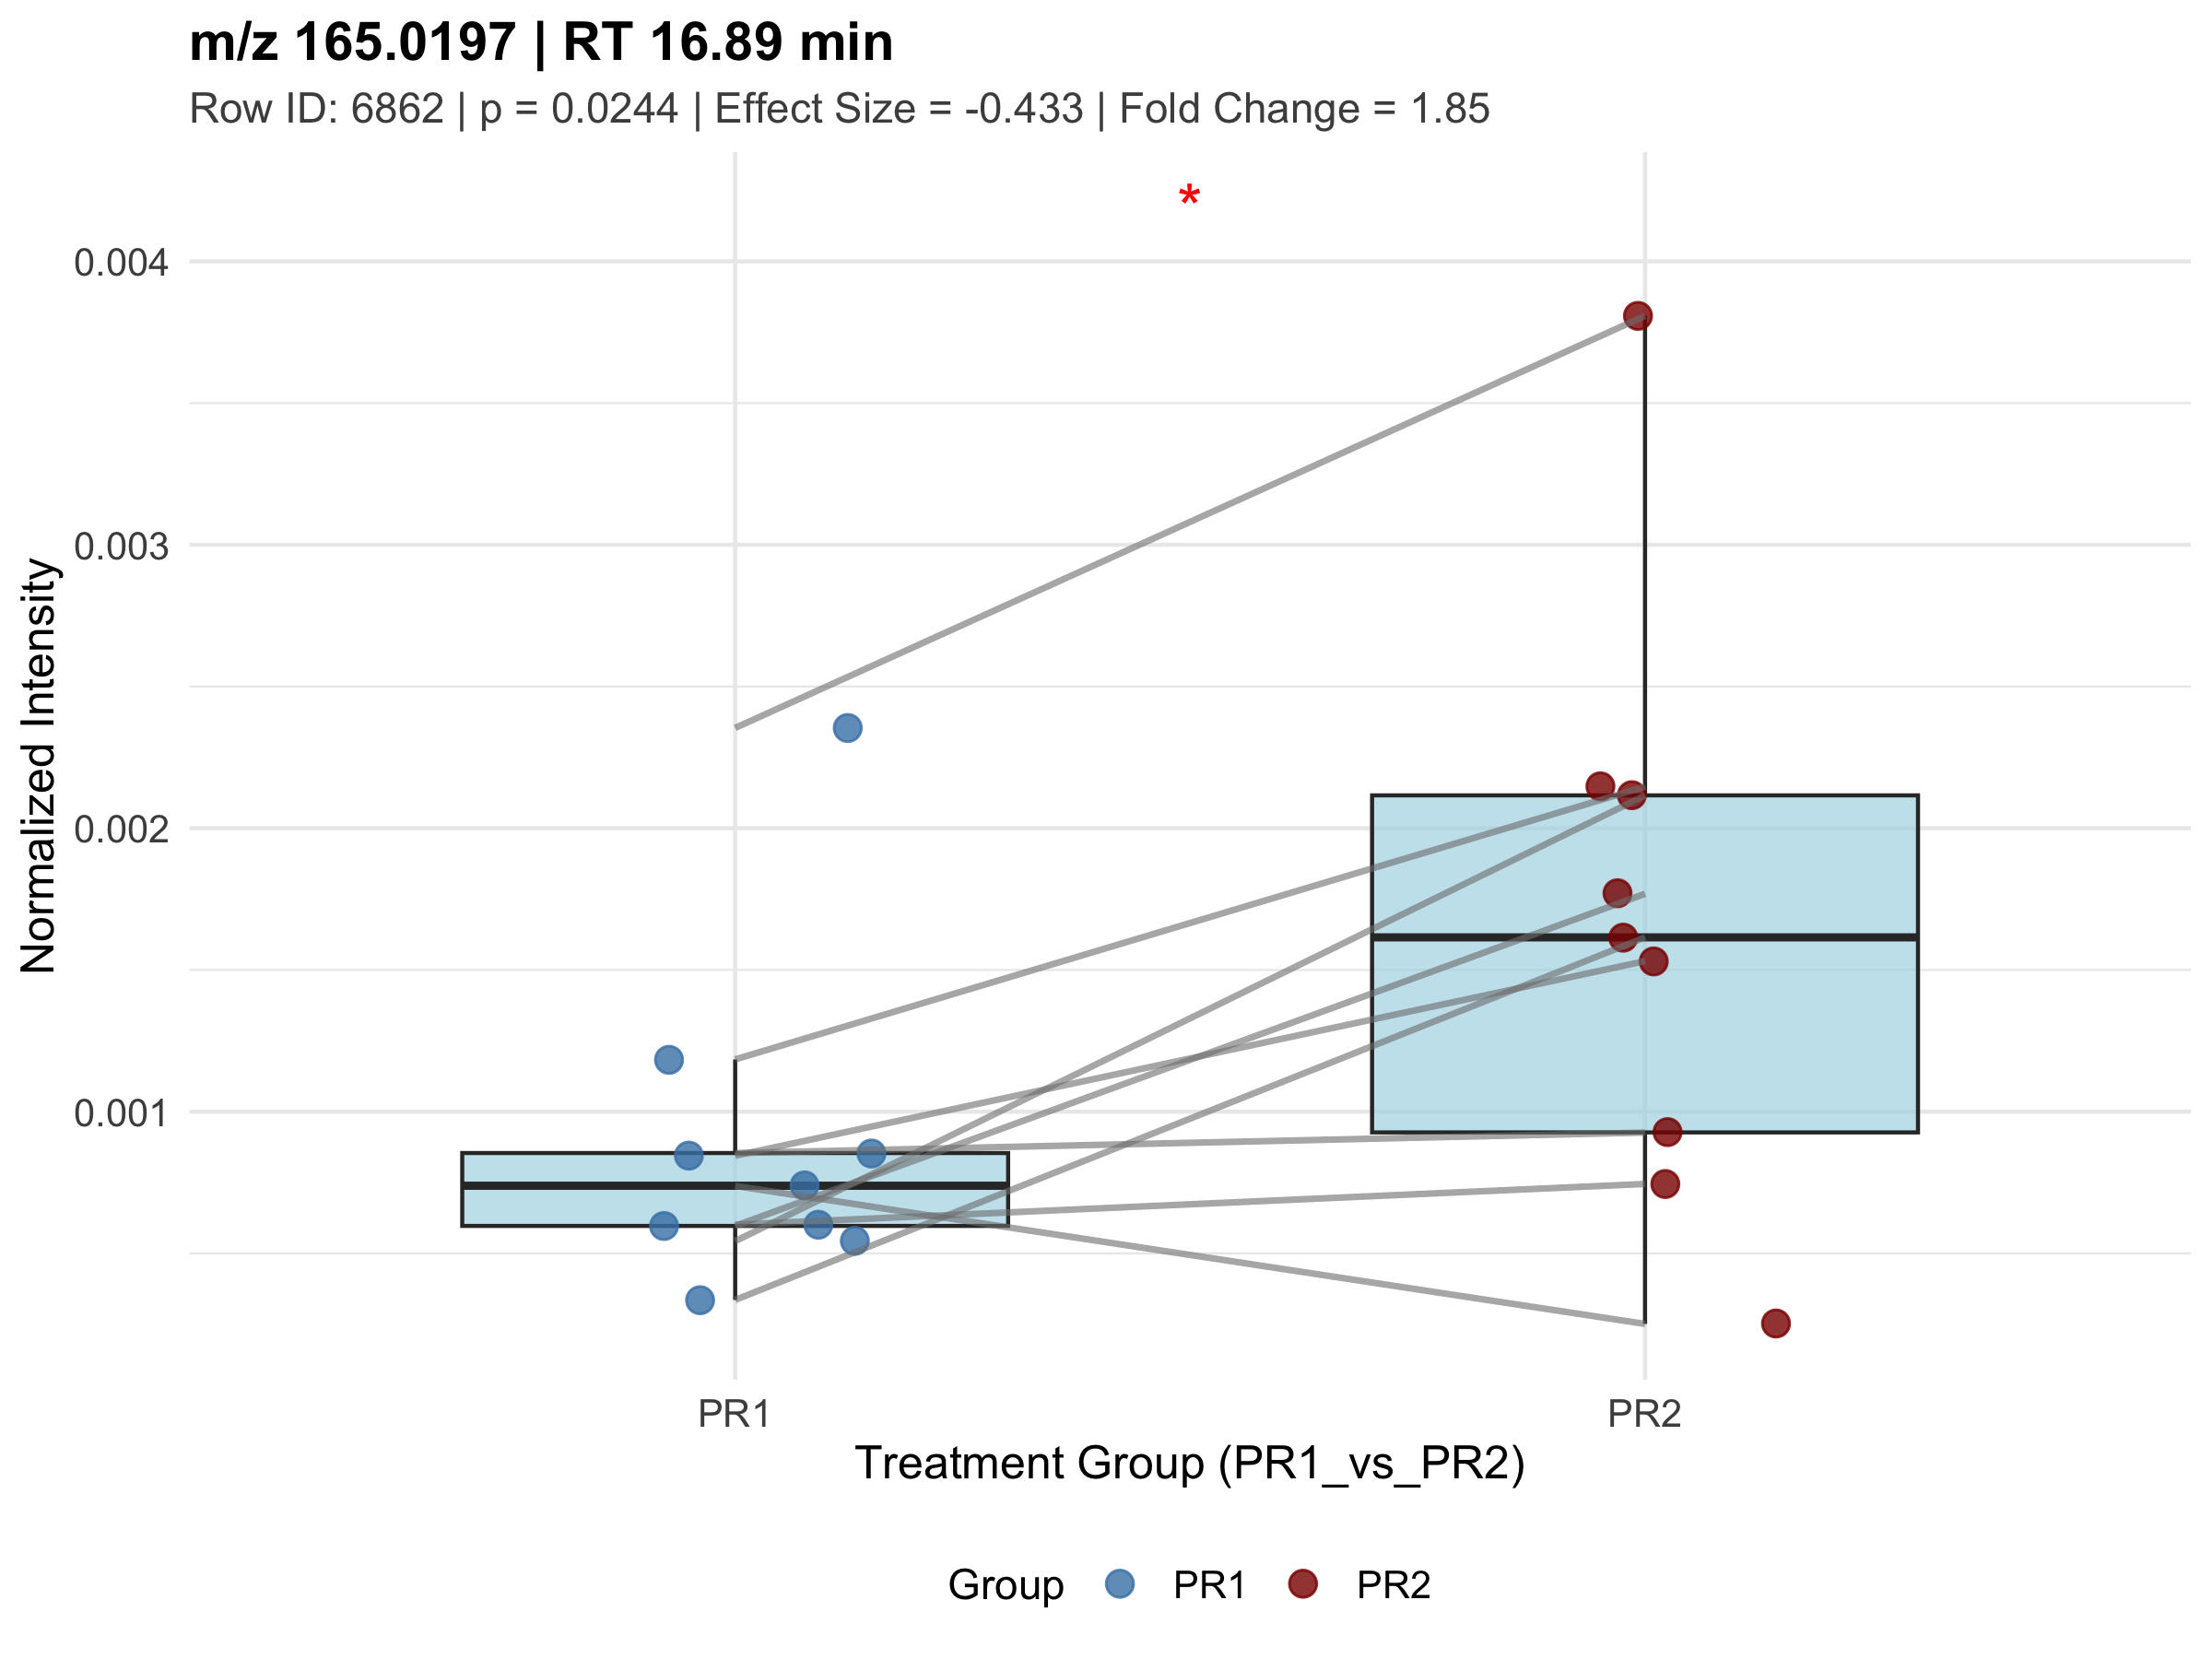 m/z 165.0197 | RT 16.89 min
Row ID: 6862 | p = 0.0244 | Effect Size = -0.433 | Fold Change = 1.85
*
0.004
0.003
0.002
0.001
Normalized Intensity
PR1
PR2
Treatment Group (PR1_vs_PR2)
Group PR1 PR2